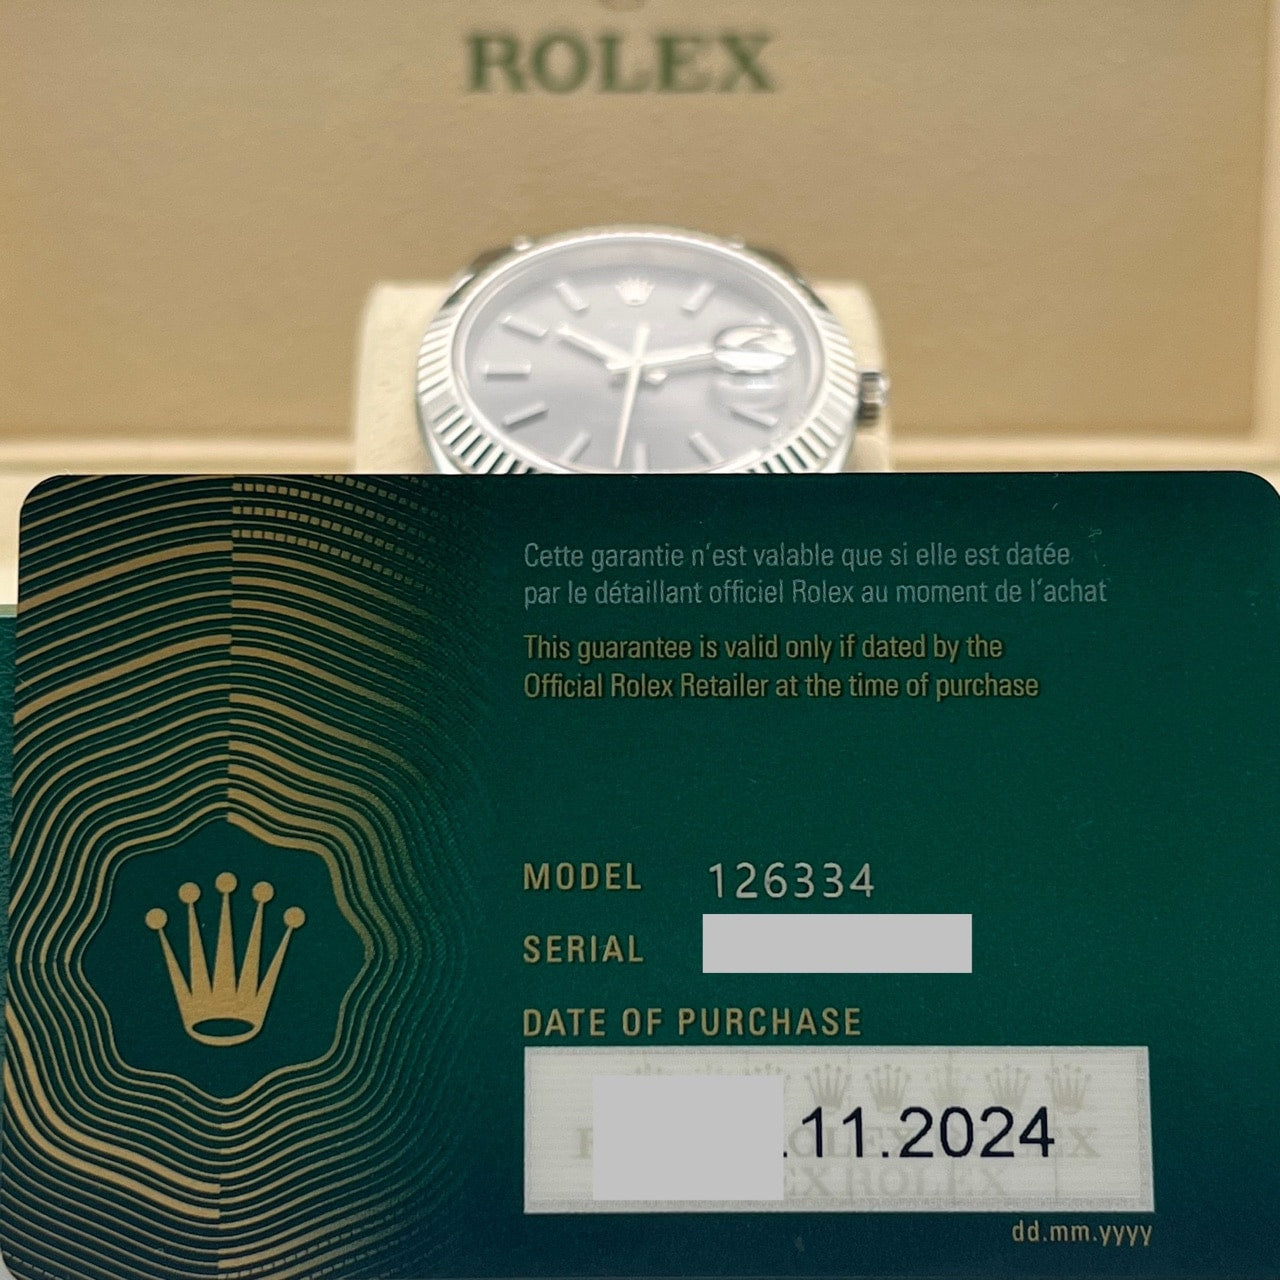 ROLEX
Cette garantie n'est valable que si elle est datée
par le détaillant officiel Rolex au moment de l'achat
This guarantee is valid only if dated by the
Official Rolex Retailer at the time of purchase
MODEL 126334
SERIAL
DATE OF PURCHASE
.11.2024
ROLEX
dd.mm.yyyy